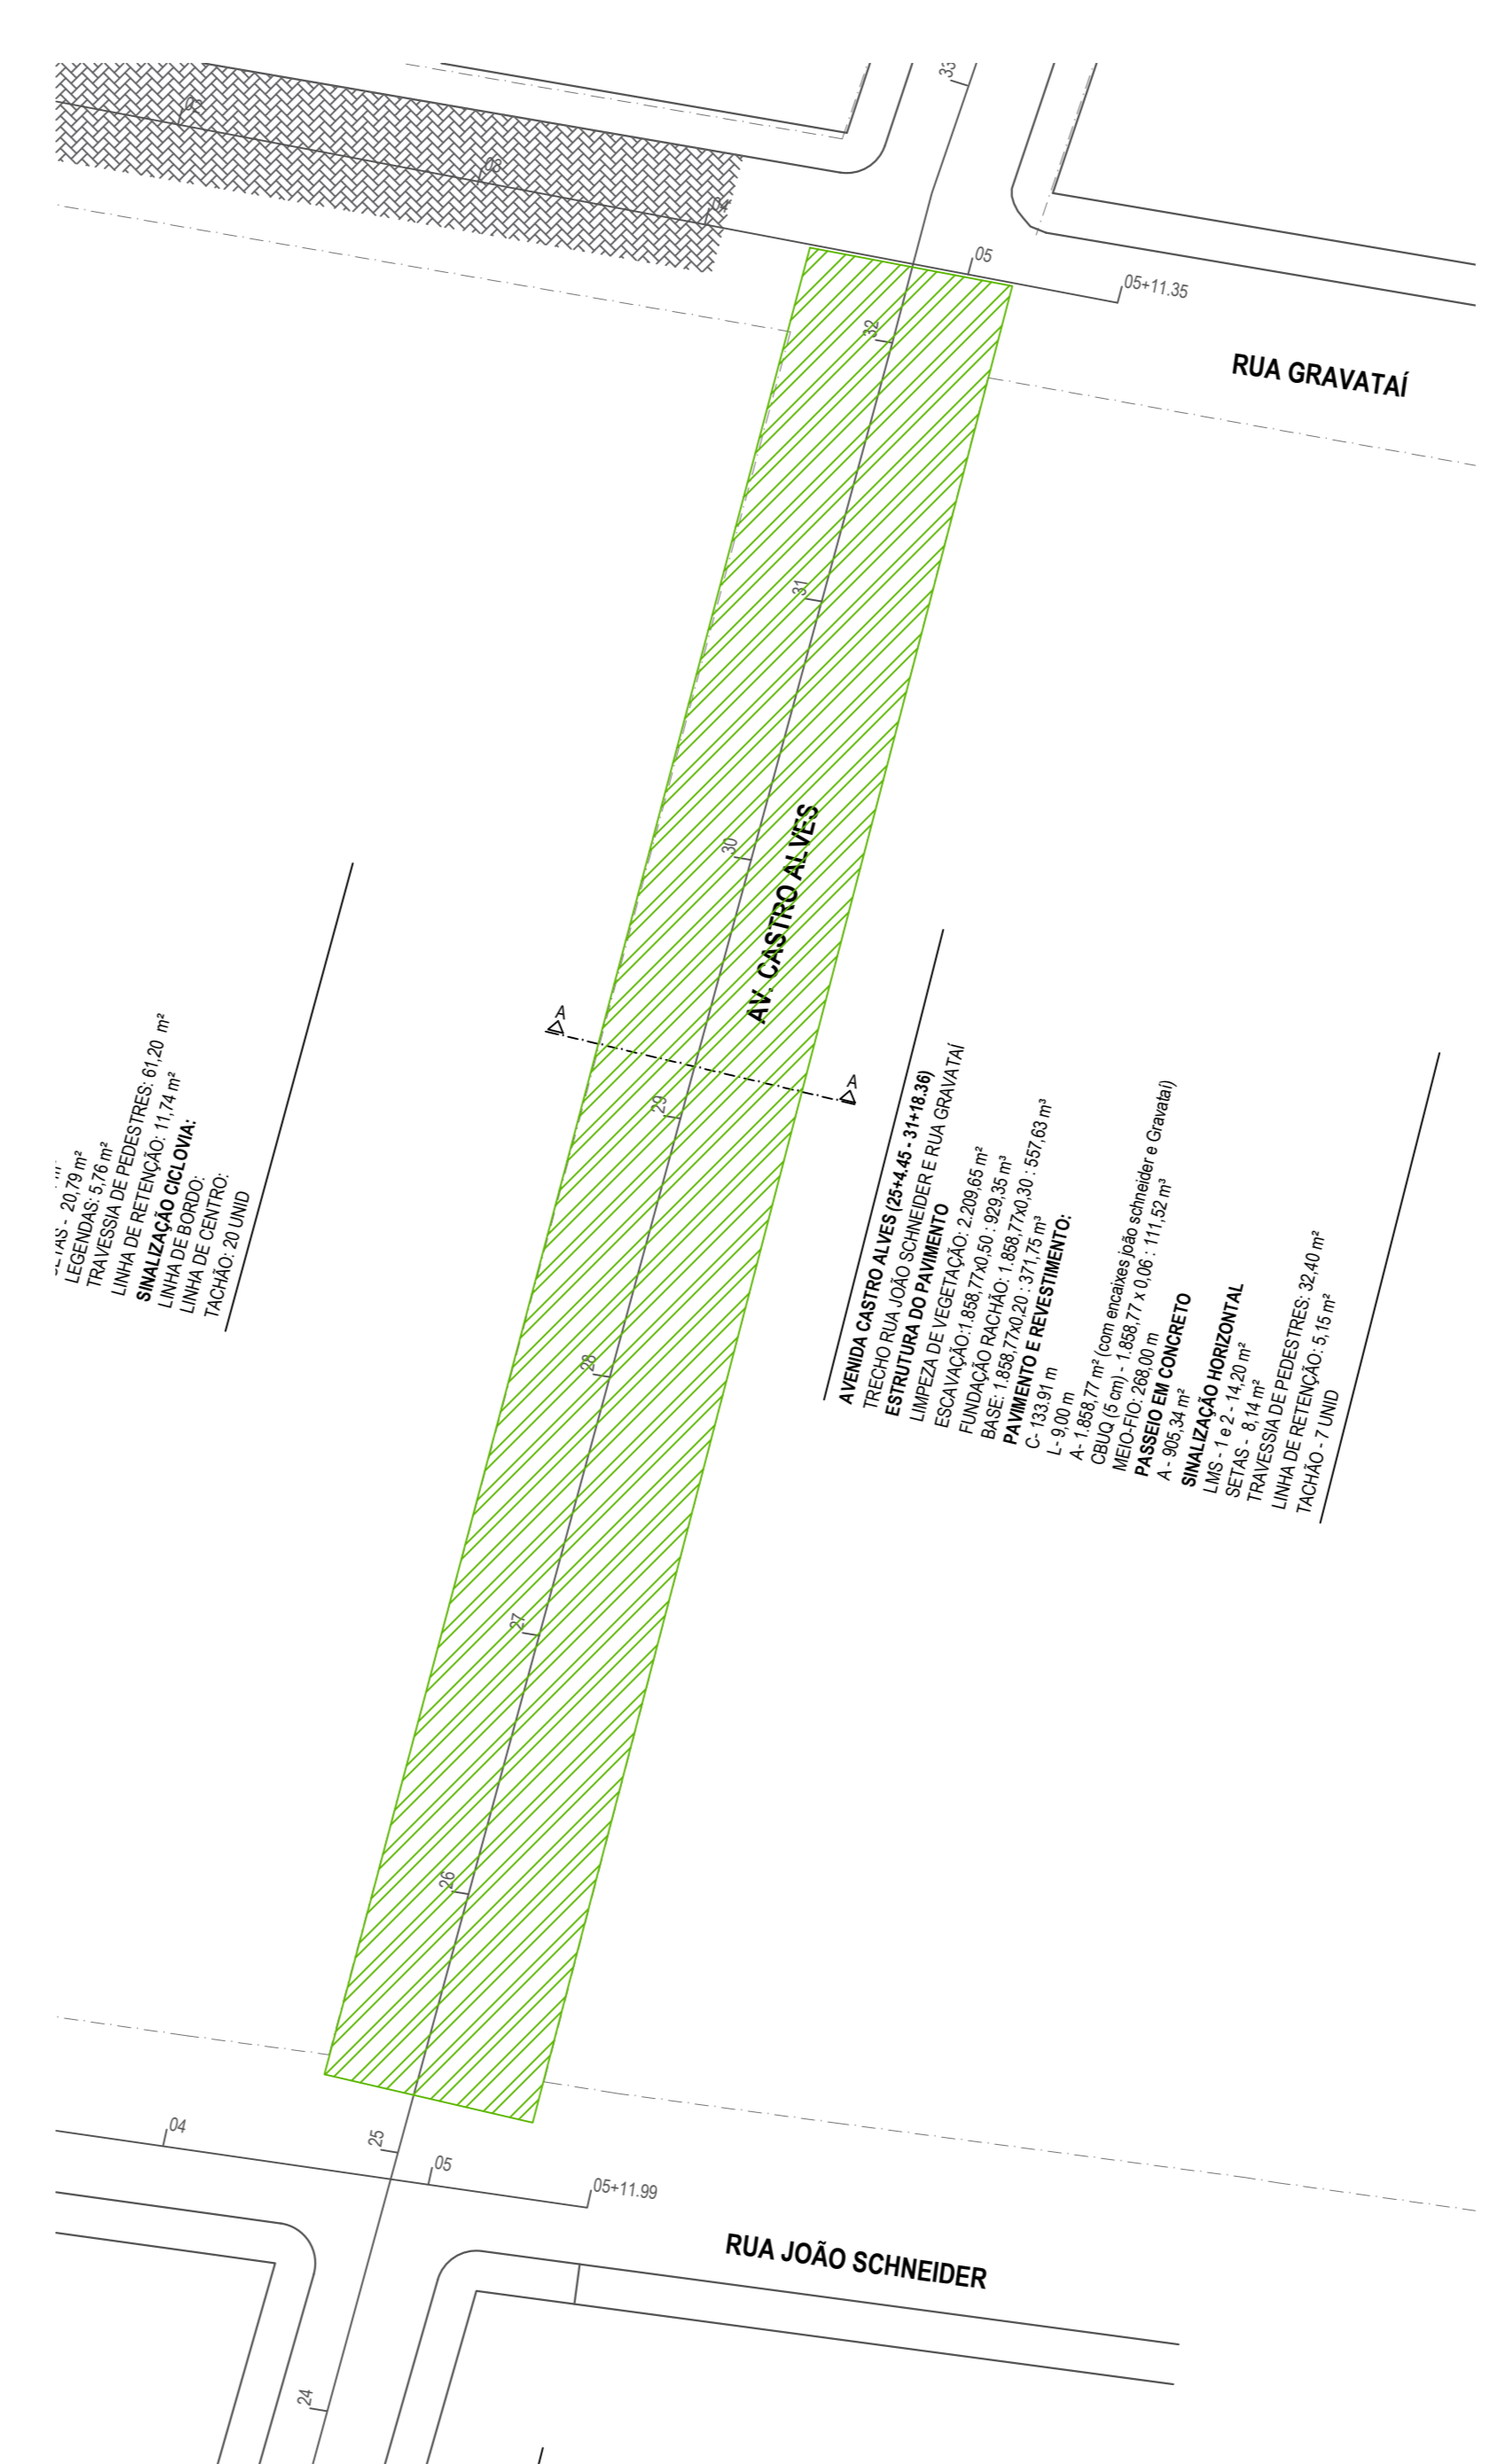 02
03
04
33
05
05+11.35
RUA GRAVATAÍ
32
31
30
AV. CASTRO ALVES
A
A
29
28
27
26
SETAS - 20,79 m²
LEGENDAS: 5,76 m²
TRAVESSIA DE PEDESTRES: 61,20 m²
LINHA DE RETENÇÃO: 11,74 m²
SINALIZAÇÃO CICLOVIA:
LINHA DE BORDO:
LINHA DE CENTRO:
TACHÃO: 20 UNID
AVENIDA CASTRO ALVES (25+4.45 - 31+18.36)
TRECHO RUA JOÃO SCHNEIDER E RUA GRAVATAÍ
ESTRUTURA DO PAVIMENTO
LIMPEZA DE VEGETAÇÃO: 2.209,65 m²
ESCAVAÇÃO:1.858,77x0,50 : 929,35 m³
FUNDAÇÃO RACHÃO: 1.858,77x0,30 : 557,63 m³
BASE: 1.858,77x0,20 : 371,75 m³
PAVIMENTO E REVESTIMENTO:
C- 133,91 m
L- 9,00 m
A- 1.858,77 m² (com encaixes joão schneider e Gravataí)
CBUQ (5 cm) - 1.858,77 x 0,06 : 111,52 m³
MEIO-FIO: 268,00 m
PASSEIO EM CONCRETO
A - 905,34 m²
SINALIZAÇÃO HORIZONTAL
LMS - 1 e 2 - 14,20 m²
SETAS - 8,14 m²
TRAVESSIA DE PEDESTRES: 32,40 m²
LINHA DE RETENÇÃO: 5,15 m²
TACHÃO - 7 UNID
04
25
05
05+11.99
RUA JOÃO SCHNEIDER
24